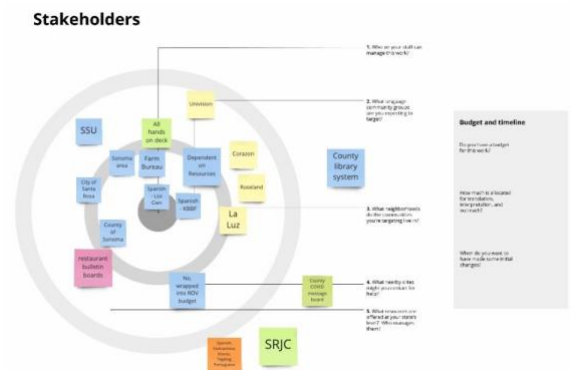 Stakeholders
1. Who on your staff can
manage this work?
2. What language
community groups
are you expecting to
target?
Univision
SSU
All
hands
on deck
Sonoma
area
Farm
Bureau
Dependent
on
Resources
Corazon
County
library
system
City of
Santa
Rosa
Spanish
Spanish
- KBBF
Roseland
La
Luz
County
of
Sonoma
3. What neighborhoods
do the communities
you're targeting live in?
restaurant
bulletin
boards
No,
wrapped
into ROV
budget
County
COVID
message
board
4. What nearby cities
might you contact for
help?
5. What resources are
offered at your state's
level? Who manages
them?
Spanish,
Portuguese
SRJC
Budget and timeline
Do you have a budget
for this work?
How much is allocated
for translation,
interpretation, and
outreach?
When do you want to
have made some initial
changes?